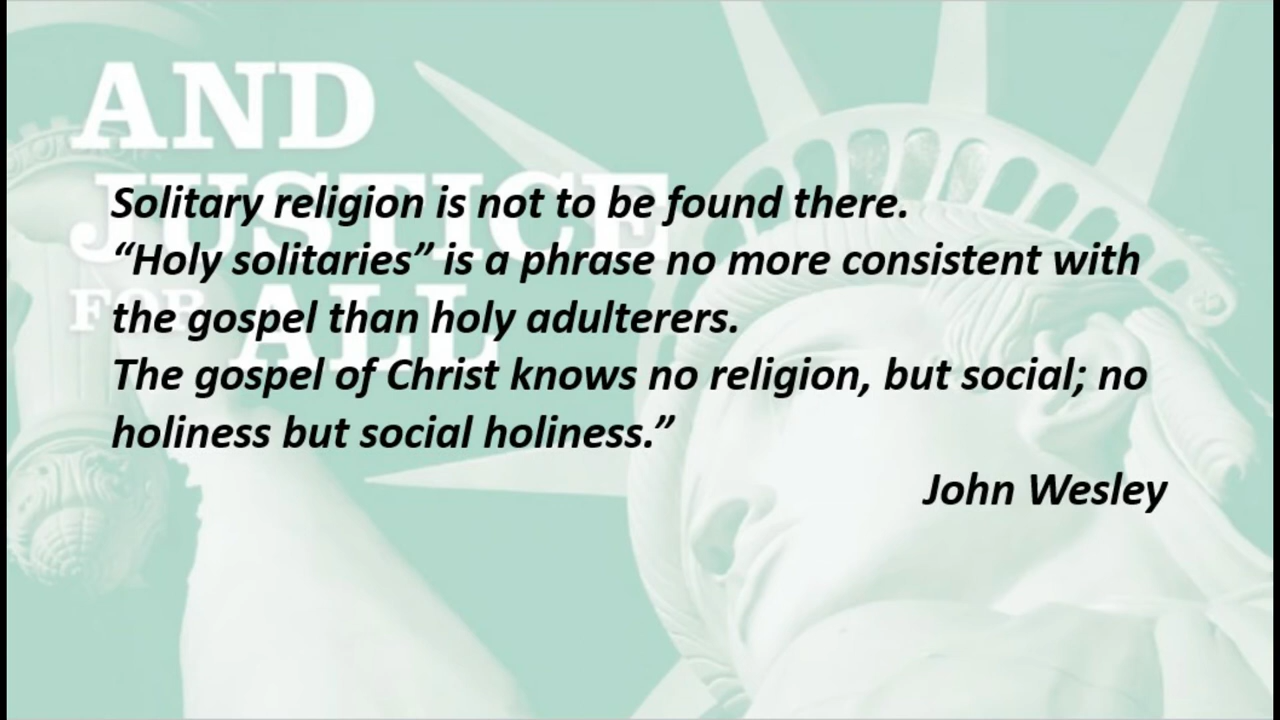 AND
JUSTICE
FOR ALL
Solitary religion is not to be found there.
“Holy solitaries” is a phrase no more consistent with
the gospel than holy adulterers.
The gospel of Christ knows no religion, but social; no
holiness but social holiness.”
John Wesley